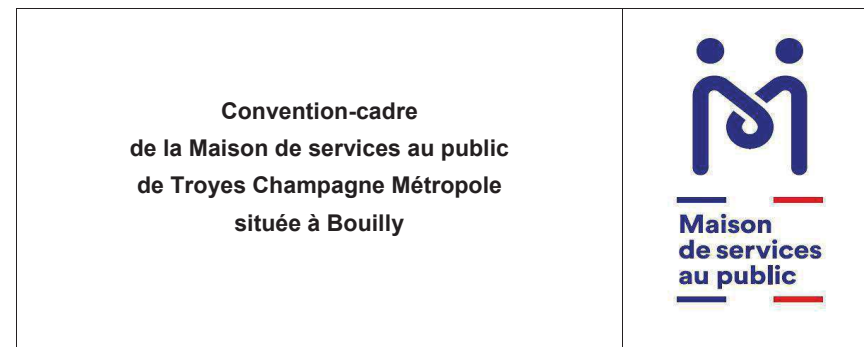 Convention-cadre
de la Maison de services au public
de Troyes Champagne Métropole
située à Bouilly
Maison
de services
au public